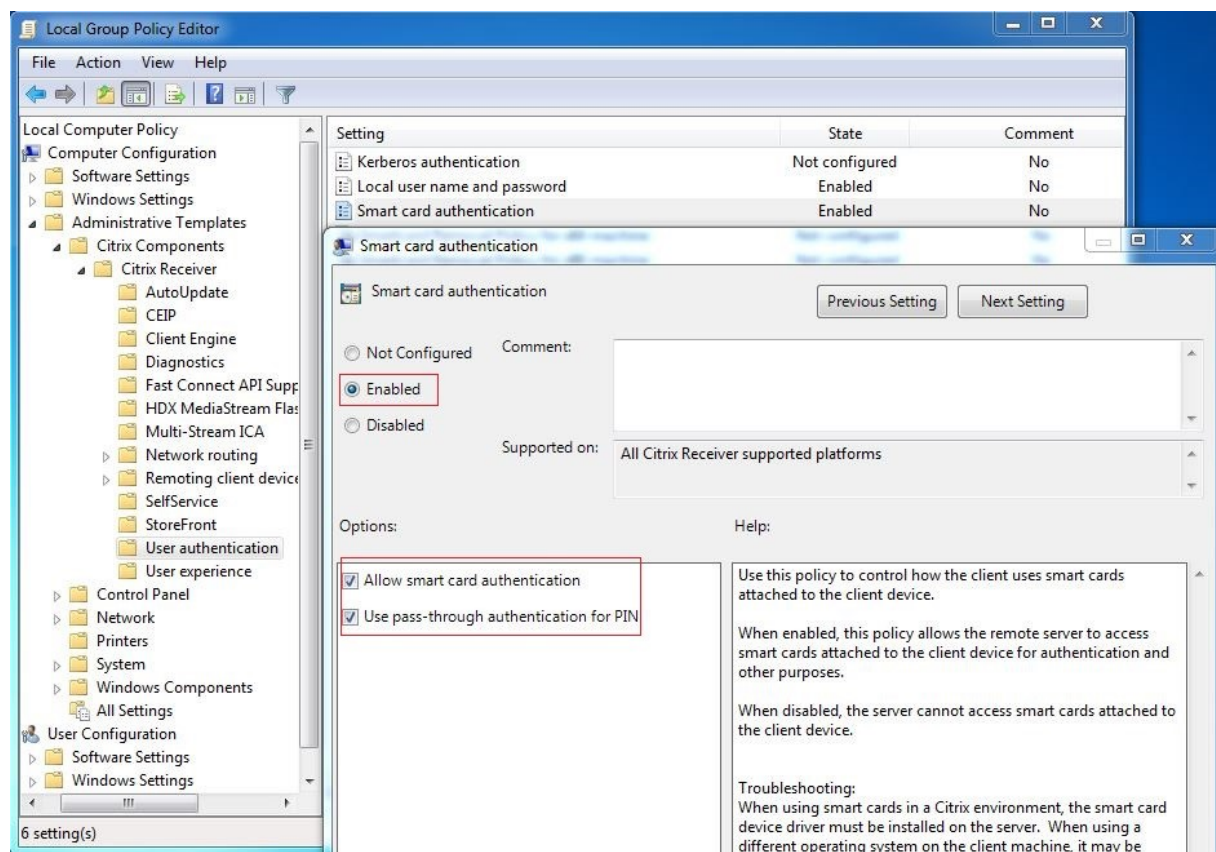 Local Group Policy Editor
File Action View Help
Local Computer Policy
Computer Configuration
Software Settings
Windows Settings
Administrative Templates
Citrix Components
Citrix Receiver
AutoUpdate
CEIP
Client Engine
Diagnostics
Fast Connect API Supp
HDX MediaStream Flas
Multi-Stream ICA
Network routing
Remoting client device
SelfService
StoreFront
User authentication
User experience
Control Panel
Network
Printers
System
Windows Components
All Settings
User Configuration
Software Settings
Windows Settings
6 setting(s)
Setting State Comment
Kerberos authentication Not configured No
Local user name and password Enabled No
Smart card authentication Enabled No
Smart card authentication
Smart card authentication
Previous Setting Next Setting
Not Configured
Enabled
Disabled
Comment:
Supported on: All Citrix Receiver supported platforms
Options:
Allow smart card authentication
Use pass-through authentication for PIN
Help:
Use this policy to control how the client uses smart cards
attached to the client device.
When enabled, this policy allows the remote server to access
smart cards attached to the client device for authentication and
other purposes.
When disabled, the server cannot access smart cards attached to
the client device.
Troubleshooting:
When using smart cards in a Citrix environment, the smart card
device driver must be installed on the server. When using a
different operating system on the client machine, it may be